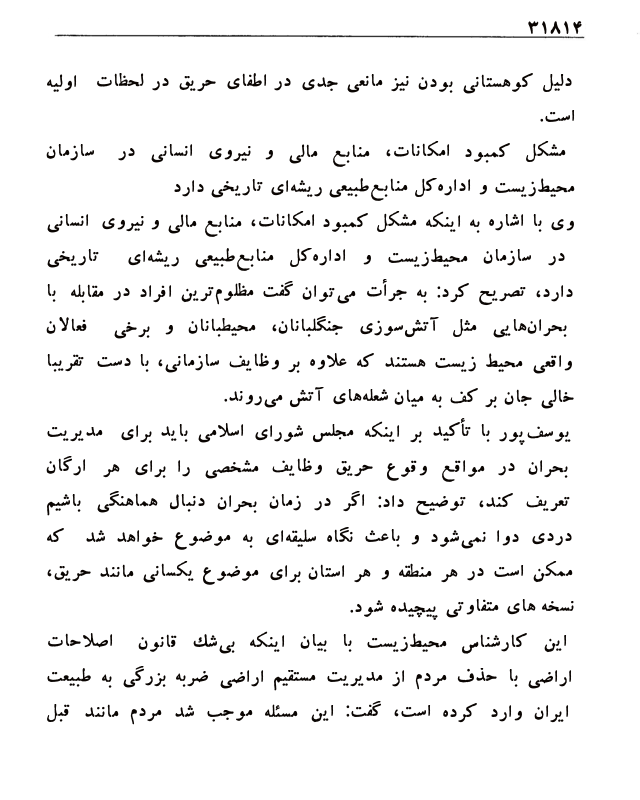 ۳۱۸۱۴
دلیل کوهستانی بودن نیز مانعی جدی در اطفای حریق در لحظات اولیه
است.
مشکل کمبود امکانات، منابع مالی و نیروی انسانی در سازمان
محیط‌زیست و اداره‌کل منابع‌طبیعی ریشه‌ای تاریخی دارد
وی با اشاره به اینکه مشکل کمبود امکانات، منابع مالی و نیروی انسانی
در سازمان محیط‌زیست و اداره‌کل منابع‌طبیعی ریشه‌ای تاریخی
دارد، تصریح کرد: به جرأت می‌توان گفت مظلوم‌ترین افراد در مقابله با
بحران‌هایی مثل آتش‌سوزی جنگلبانان، محیطبانان و برخی فعالان
واقعی محیط زیست هستند که علاوه بر وظایف سازمانی، با دست تقریبا
خالی جان بر کف به میان شعله‌های آتش می‌روند.
یوسف‌پور با تأکید بر اینکه مجلس شورای اسلامی باید برای مدیریت
بحران در مواقع وقوع حریق وظایف مشخصی را برای هر ارگان
تعریف کند، توضیح داد: اگر در زمان بحران دنبال هماهنگی باشیم
دردی دوا نمی‌شود و باعث نگاه سلیقه‌ای به موضوع خواهد شد که
ممکن است در هر منطقه و هر استان برای موضوع یکسانی مانند حریق،
نسخه های متفاوتی پیچیده شود.
این کارشناس محیط‌زیست با بیان اینکه بی‌شك قانون اصلاحات
اراضی با حذف مردم از مدیریت مستقیم اراضی ضربه بزرگی به طبیعت
ایران وارد کرده است، گفت: این مسئله موجب شد مردم مانند قبل